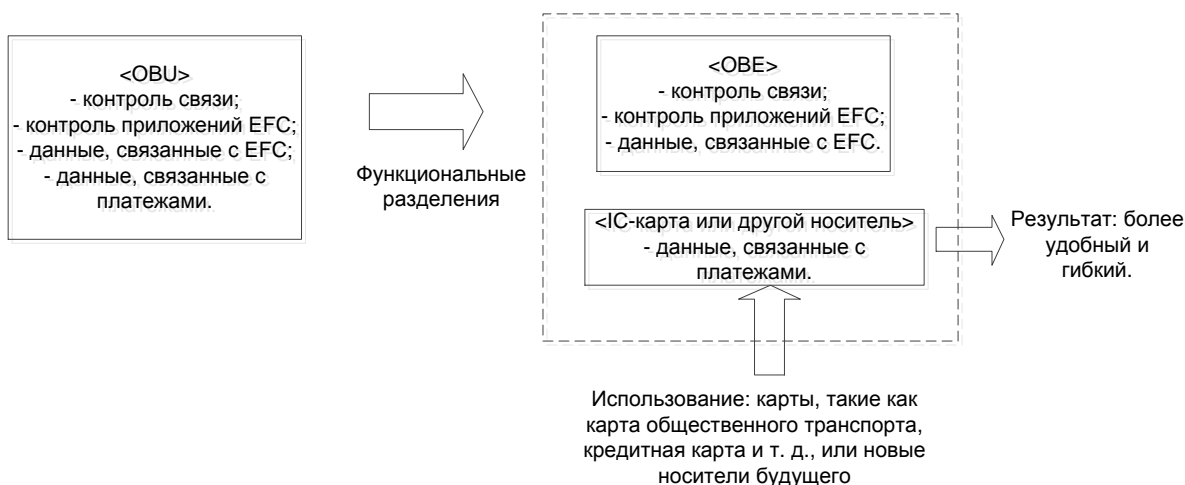 <OBU>
- контроль связи;
- контроль приложений EFC;
- данные, связанные с EFC;
- данные, связанные с
платежами.
Функциональные
разделения
<OBE>
- контроль связи;
- контроль приложений EFC;
- данные, связанные с EFC.
<IC-карта или другой носитель>
- данные, связанные с
платежами.
Результат: более
удобный и
гибкий.
Использование: карты, такие как
карта общественного транспорта,
кредитная карта и т. д., или новые
носители будущего